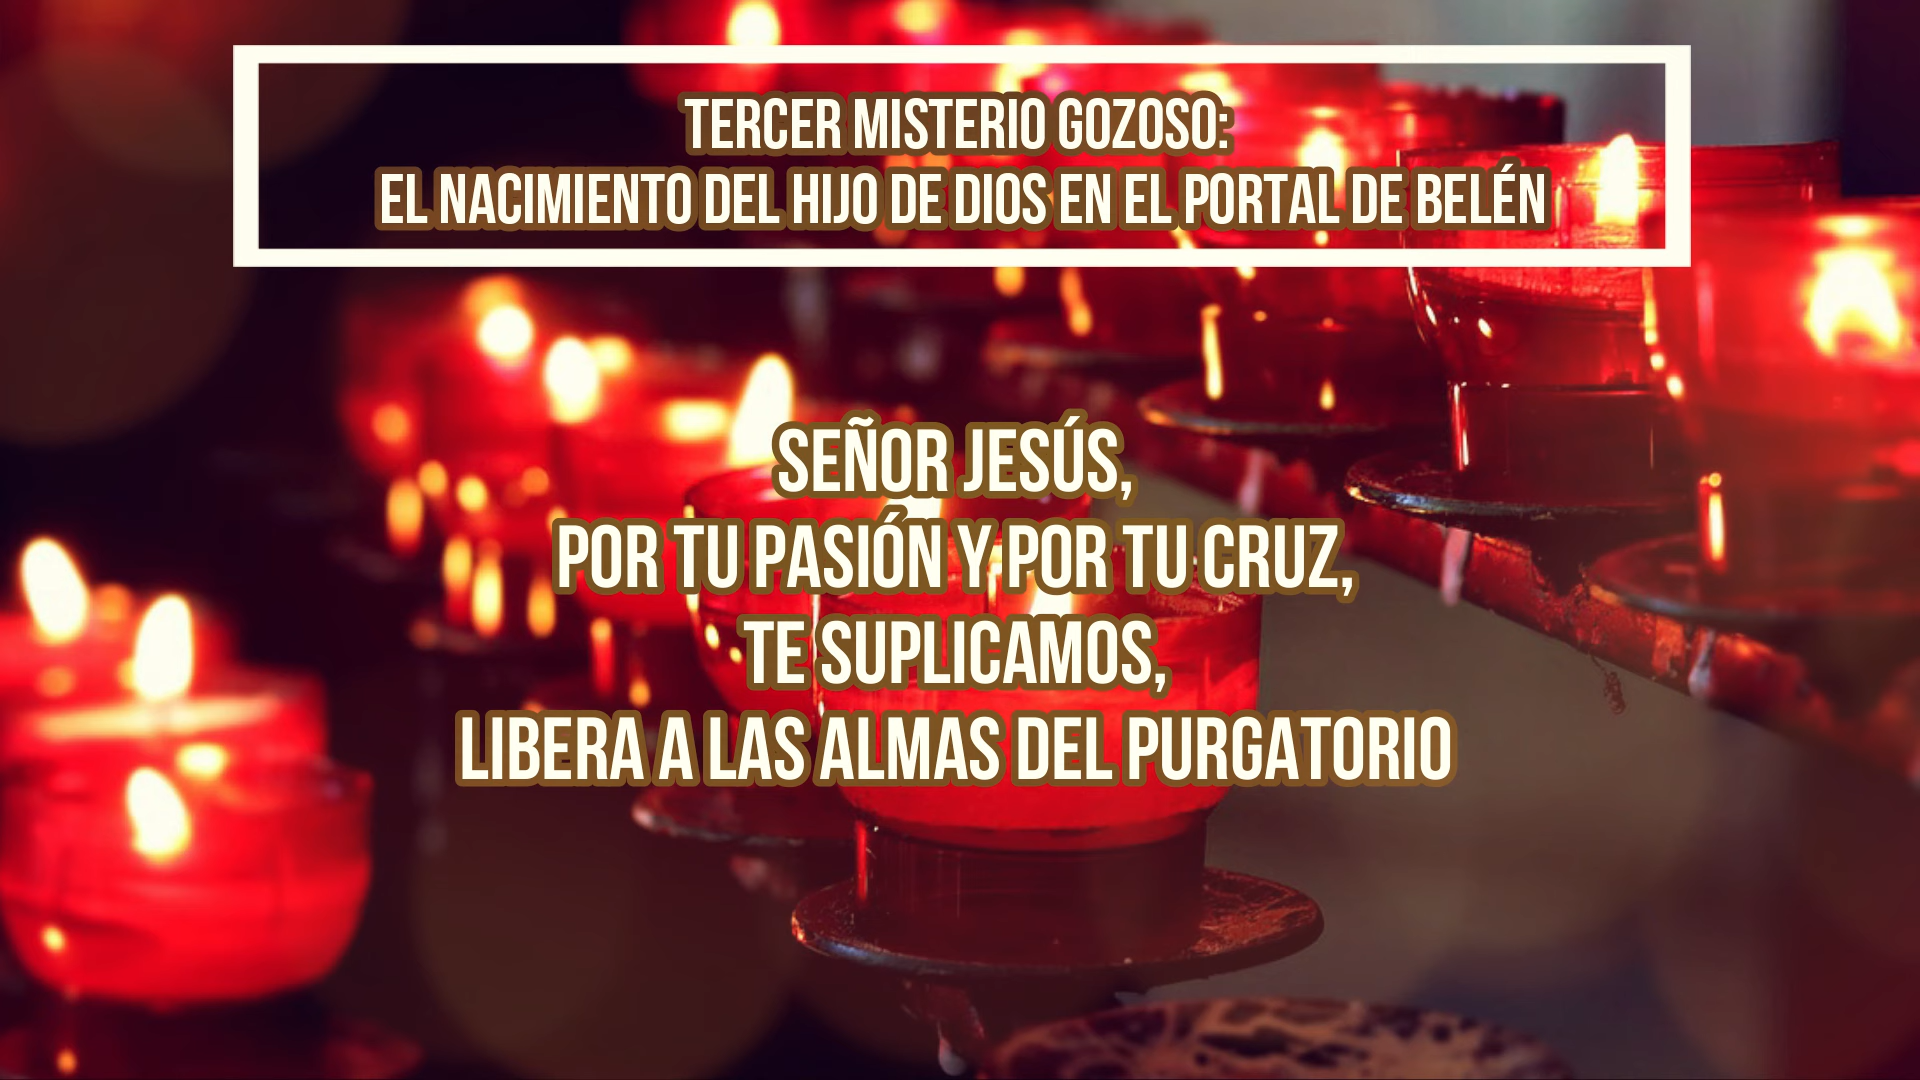 TERCER MISTERIO GOZOSO:
EL NACIMIENTO DEL HIJO DE DIOS EN EL PORTAL DE BELÉN
SEÑOR JESÚS,
POR TU PASIÓN Y POR TU CRUZ,
TE SUPLICAMOS,
LIBERA A LAS ALMAS DEL PURGATORIO